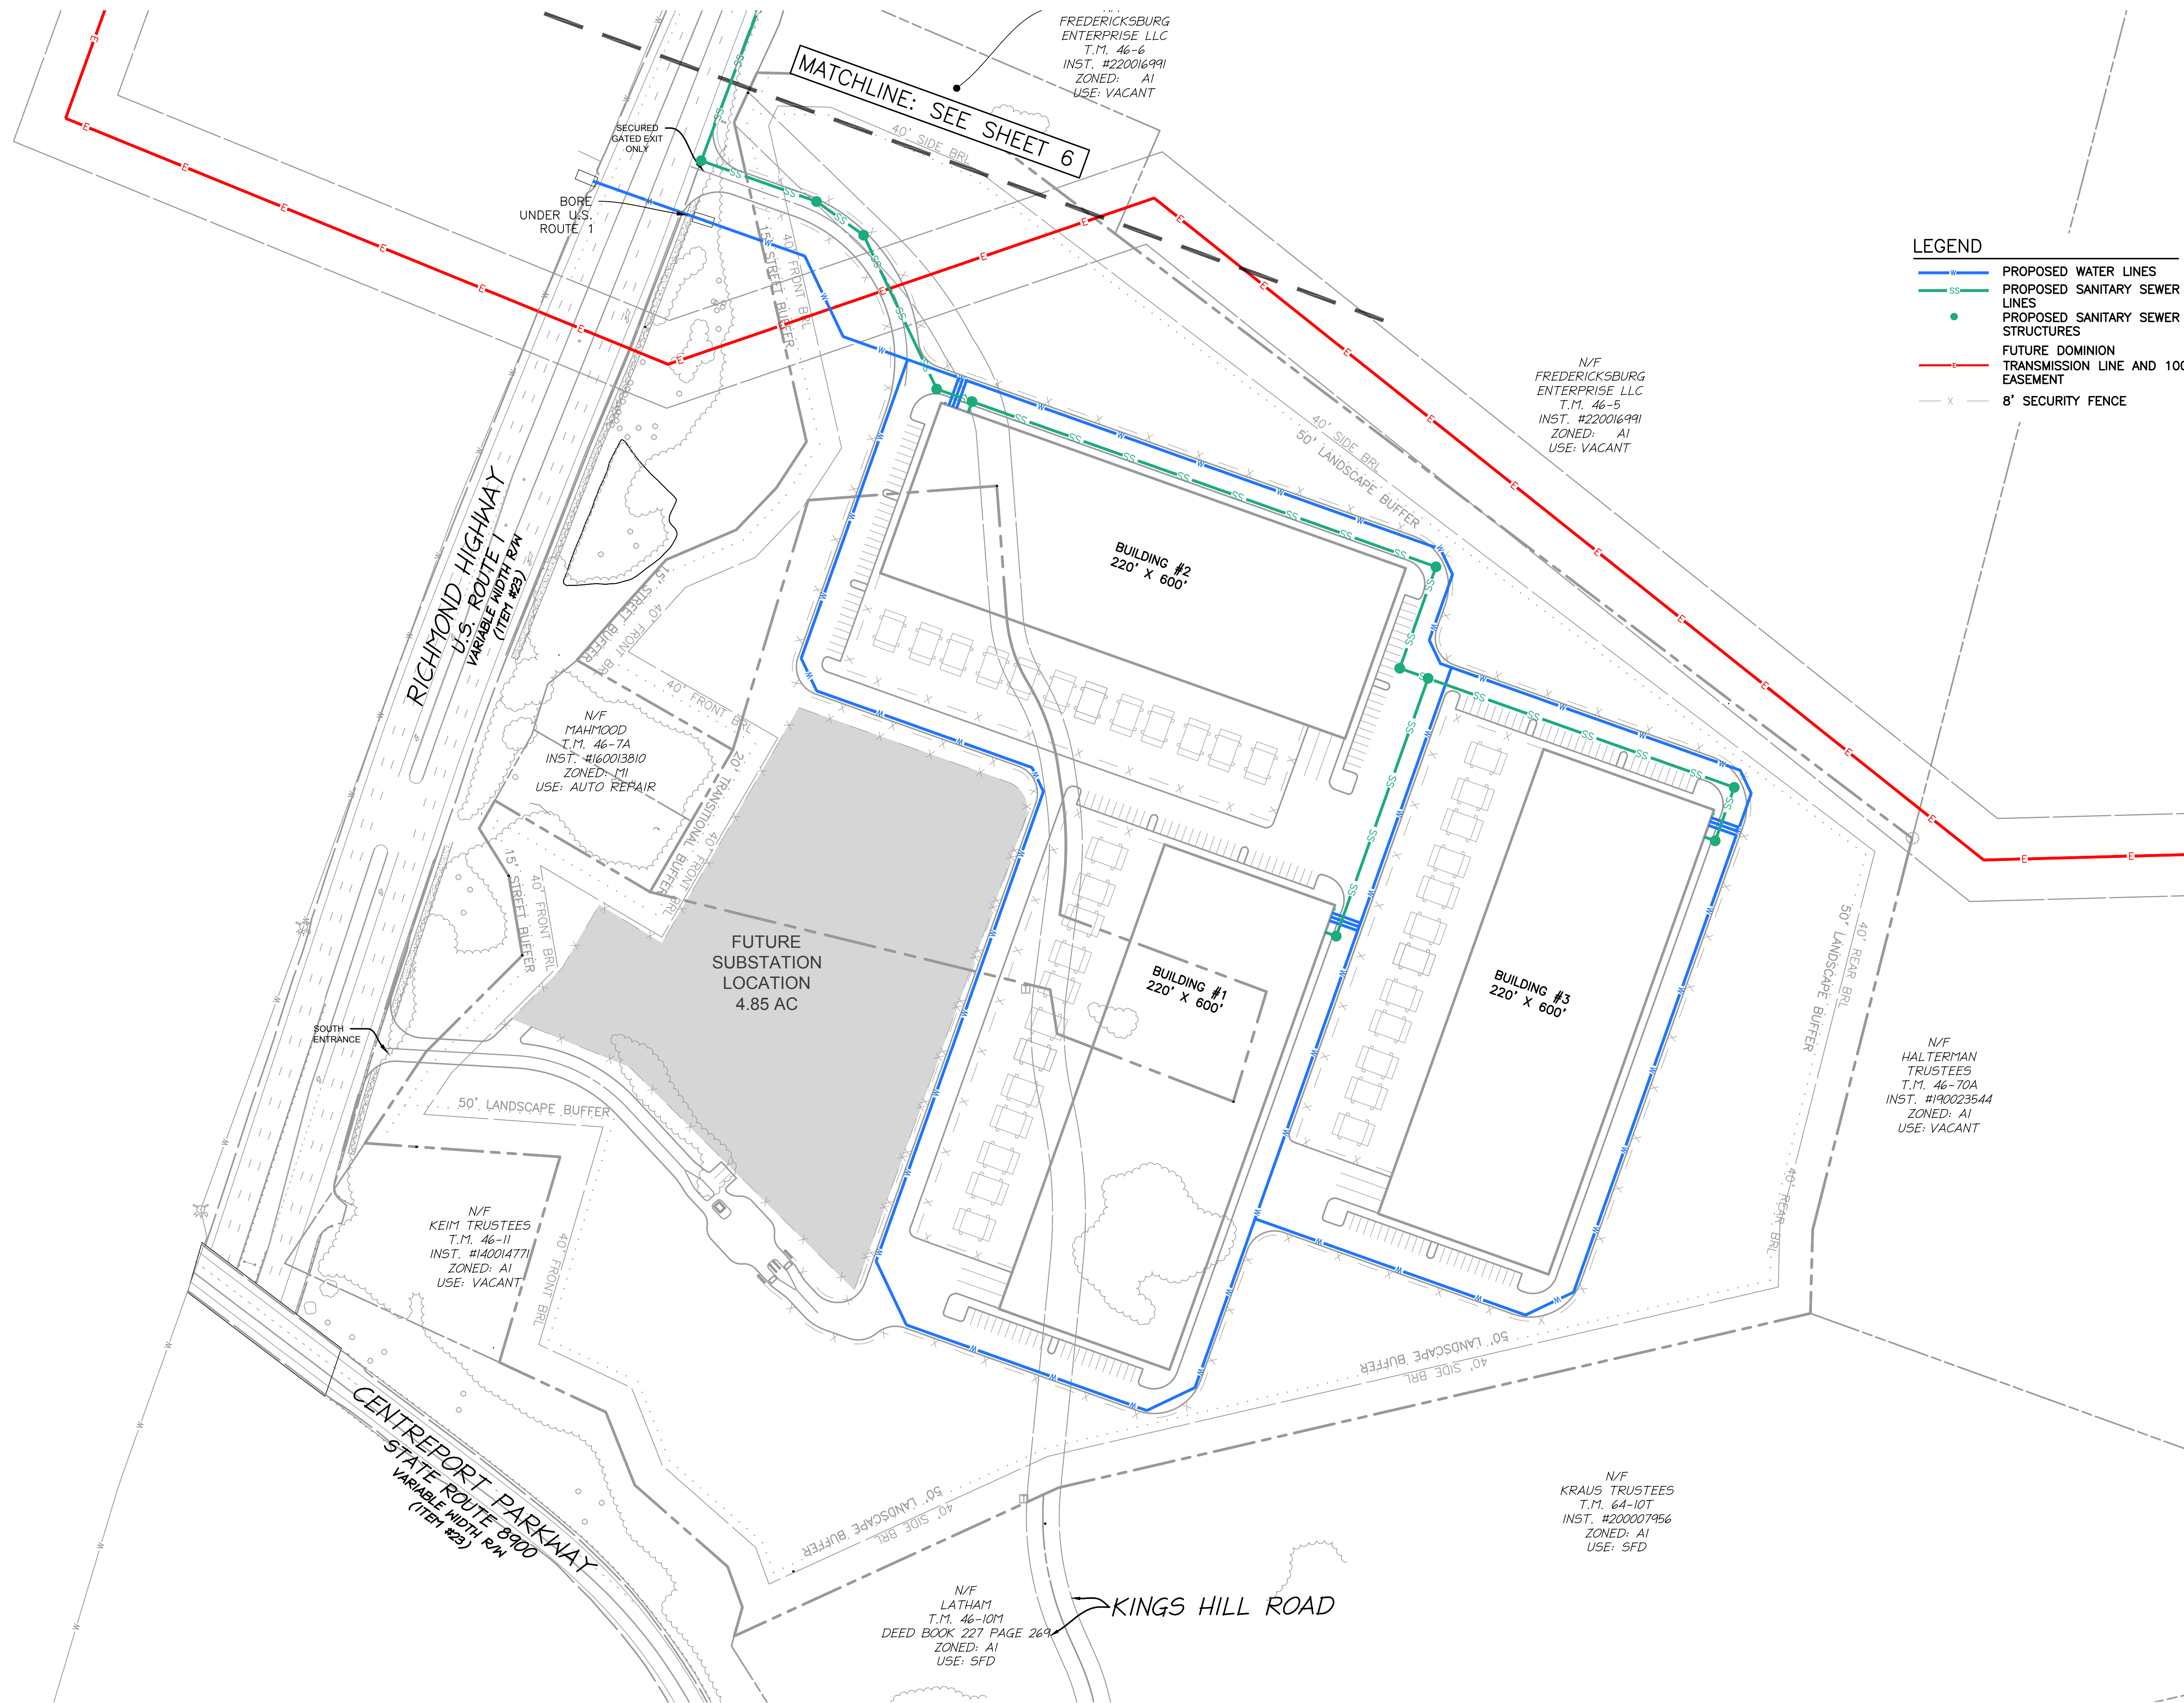 N/F
FREDERICKSBURG
ENTERPRISE LLC
T.M. 46-6
INST. #220016991
ZONED: A1
USE: VACANT
MATCHLINE: SEE SHEET 6
40' SIDE BRL
SECURED
GATED EXIT
ONLY
BORE
UNDER U.S.
ROUTE 1
15' STREET BUFFER
40' FRONT BRL
LEGEND
W
PROPOSED WATER LINES
SS
PROPOSED SANITARY SEWER
LINES
PROPOSED SANITARY SEWER
STRUCTURES
FUTURE DOMINION
E
TRANSMISSION LINE AND 100
EASEMENT
X
8' SECURITY FENCE
N/F
FREDERICKSBURG
ENTERPRISE LLC
T.M. 46-5
INST. #220016991
ZONED: A1
USE: VACANT
40' SIDE BRL
50' LANDSCAPE BUFFER
RICHMOND HIGHWAY
U.S. ROUTE 1
VARIABLE WIDTH R/W
(ITEM #23)
BUILDING #2
220' X 600'
15' STREET BUFFER
40' FRONT BRL
40' FRONT BRL
N/F
MAHMOOD
T.M. 46-7A
INST. #160013810
ZONED: M1
USE: AUTO REPAIR
20' TRANSITIONAL BUFFER
40' FRONT BRL
15' STREET BUFFER
40' FRONT BRL
FUTURE
SUBSTATION
LOCATION
4.85 AC
BUILDING #1
220' X 600'
BUILDING #3
220' X 600'
50' LANDSCAPE BUFFER
40' REAR BRL
SOUTH
ENTRANCE
50' LANDSCAPE BUFFER
N/F
HALTERMAN
TRUSTEES
T.M. 46-70A
INST. #190023544
ZONED: A1
USE: VACANT
40' REAR BRL
N/F
KEIM TRUSTEES
T.M. 46-11
INST. #140014771
ZONED: A1
USE: VACANT
40' FRONT BRL
50' LANDSCAPE BUFFER
40' SIDE BRL
CENTREPORT PARKWAY
STATE ROUTE 8900
VARIABLE WIDTH R/W
(ITEM #23)
50' LANDSCAPE BUFFER
40' SIDE BRL
N/F
KRAUS TRUSTEES
T.M. 64-10T
INST. #200007956
ZONED: A1
USE: SFD
N/F
LATHAM
T.M. 46-10M
DEED BOOK 227 PAGE 269
ZONED: A1
USE: SFD
KINGS HILL ROAD